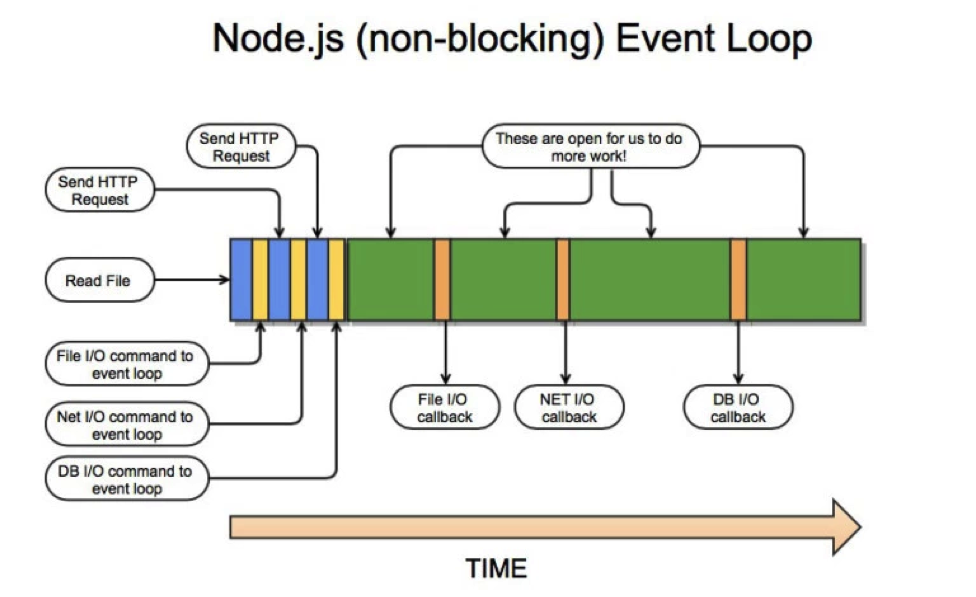 Node.js (non-blocking) Event Loop
Send HTTP
Request
These are open for us to do
more work!
Send HTTP
Request
Read File
File I/O command to
event loop
Net I/O command to
event loop
DB I/O command to
event loop
File I/O
callback
NET I/O
callback
DB I/O
callback
TIME